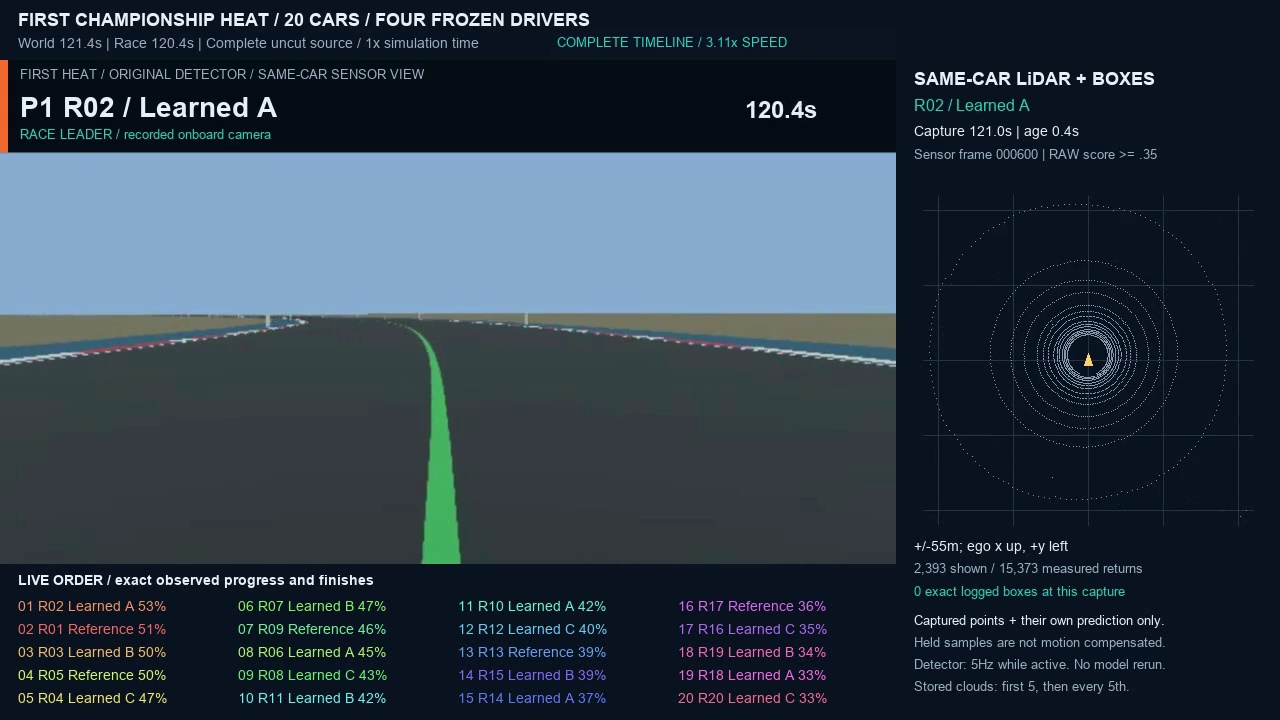 FIRST CHAMPIONSHIP HEAT / 20 CARS / FOUR FROZEN DRIVERS
World 121.4s | Race 120.4s | Complete uncut source / 1x simulation time
COMPLETE TIMELINE / 3.11x SPEED
FIRST HEAT / ORIGINAL DETECTOR / SAME-CAR SENSOR VIEW
P1 R02 / Learned A
120.4s
RACE LEADER / recorded onboard camera
SAME-CAR LiDAR + BOXES
R02 / Learned A
Capture 121.0s | age 0.4s
Sensor frame 000600 | RAW score >= .35
+/-55m; ego x up, +y left
2,393 shown / 15,373 measured returns
0 exact logged boxes at this capture
Captured points + their own prediction only.
Held samples are not motion compensated.
Detector: 5Hz while active. No model rerun.
Stored clouds: first 5, then every 5th.
LIVE ORDER / exact observed progress and finishes
01 R02 Learned A 53%
02 R01 Reference 51%
03 R03 Learned B 50%
04 R05 Reference 50%
05 R04 Learned C 47%
06 R07 Learned B 47%
07 R09 Reference 46%
08 R06 Learned A 45%
09 R08 Learned C 43%
10 R11 Learned B 42%
11 R10 Learned A 42%
12 R12 Learned C 40%
13 R13 Reference 39%
14 R15 Learned B 39%
15 R14 Learned A 37%
16 R17 Reference 36%
17 R16 Learned C 35%
18 R19 Learned B 34%
19 R18 Learned A 33%
20 R20 Learned C 33%